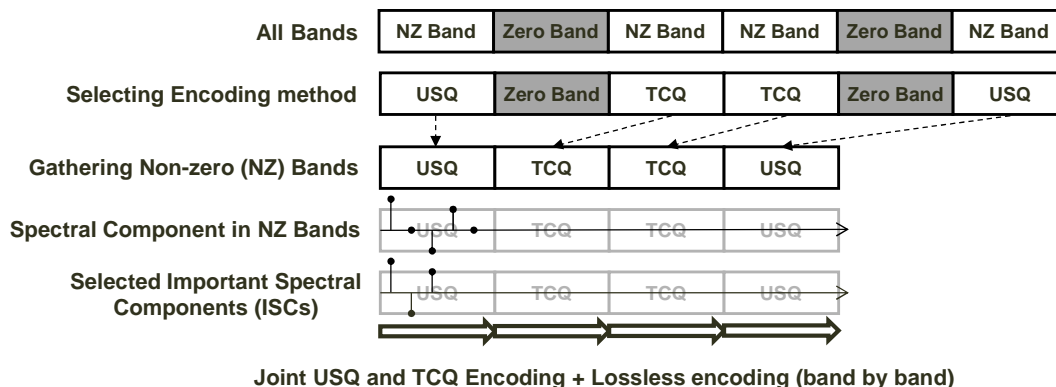 All Bands NZ Band Zero Band NZ Band NZ Band Zero Band NZ Band
Selecting Encoding method USQ Zero Band TCQ TCQ Zero Band USQ
Gathering Non-zero (NZ) Bands USQ TCQ TCQ USQ
Spectral Component in NZ Bands USQ TCQ TCQ USQ
Selected Important Spectral
Components (ISCs) USQ TCQ TCQ USQ
Joint USQ and TCQ Encoding + Lossless encoding (band by band)